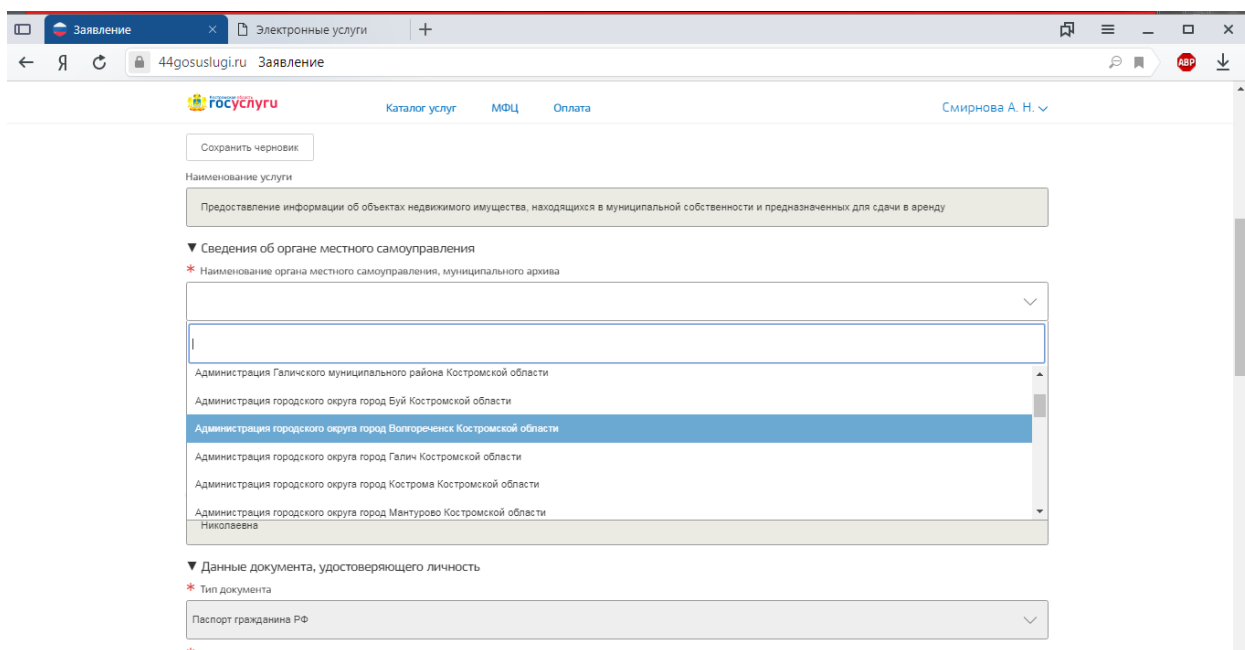 Заявление
Электронные услуги
Я
44gosuslugi.ru Заявление
ABP
Костромская область
госуслуги
Каталог услуг
МФЦ
Оплата
Смирнова А. Н.
Сохранить черновик
Наименование услуги
Предоставление информации об объектах недвижимого имущества, находящихся в муниципальной собственности и предназначенных для сдачи в аренду
▼ Сведения об органе местного самоуправления
* Наименование органа местного самоуправления, муниципального архива
Администрация Галичского муниципального района Костромской области
Администрация городского округа город Буй Костромской области
Администрация городского округа город Волгореченск Костромской области
Администрация городского округа город Галич Костромской области
Администрация городского округа город Кострома Костромской области
Администрация городского округа город Мантурово Костромской области
Николаевна
▼ Данные документа, удостоверяющего личность
* Тип документа
Паспорт гражданина РФ